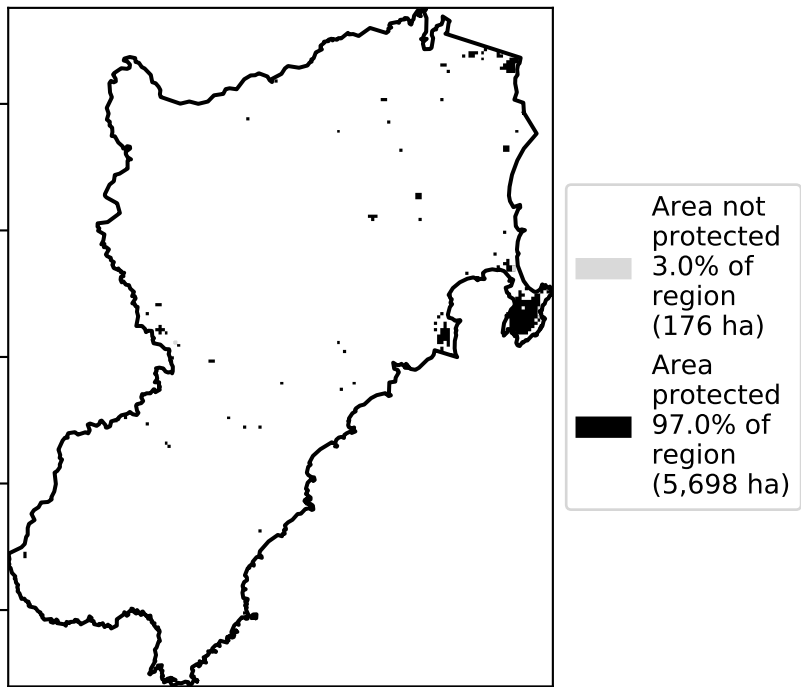 Area not
protected
3.0% of
region
(176 ha)
Area
protected
97.0% of
region
(5,698 ha)